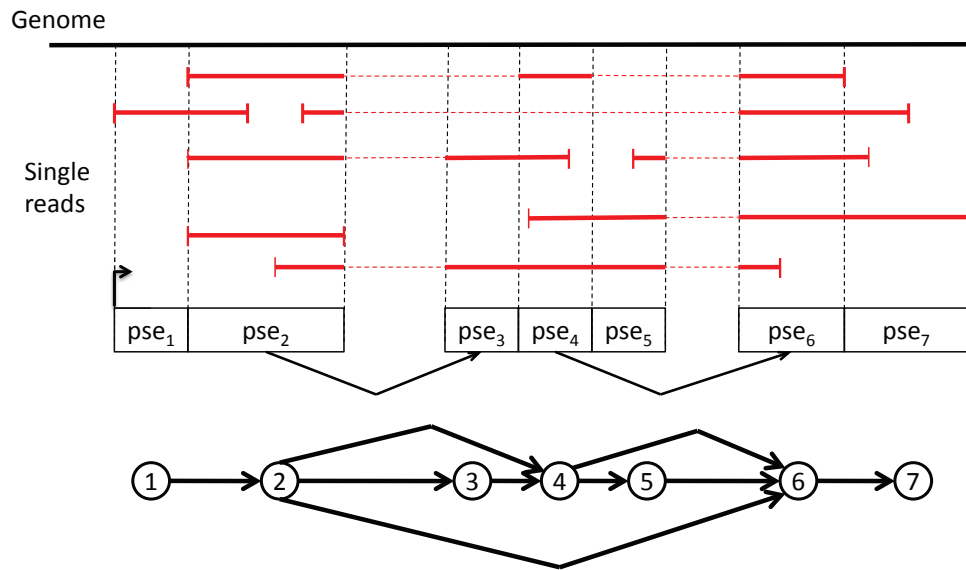 Genome
Single
reads
pse₁ pse₂ pse₃ pse₄ pse₅ pse₆ pse₇
1 2 3 4 5 6 7